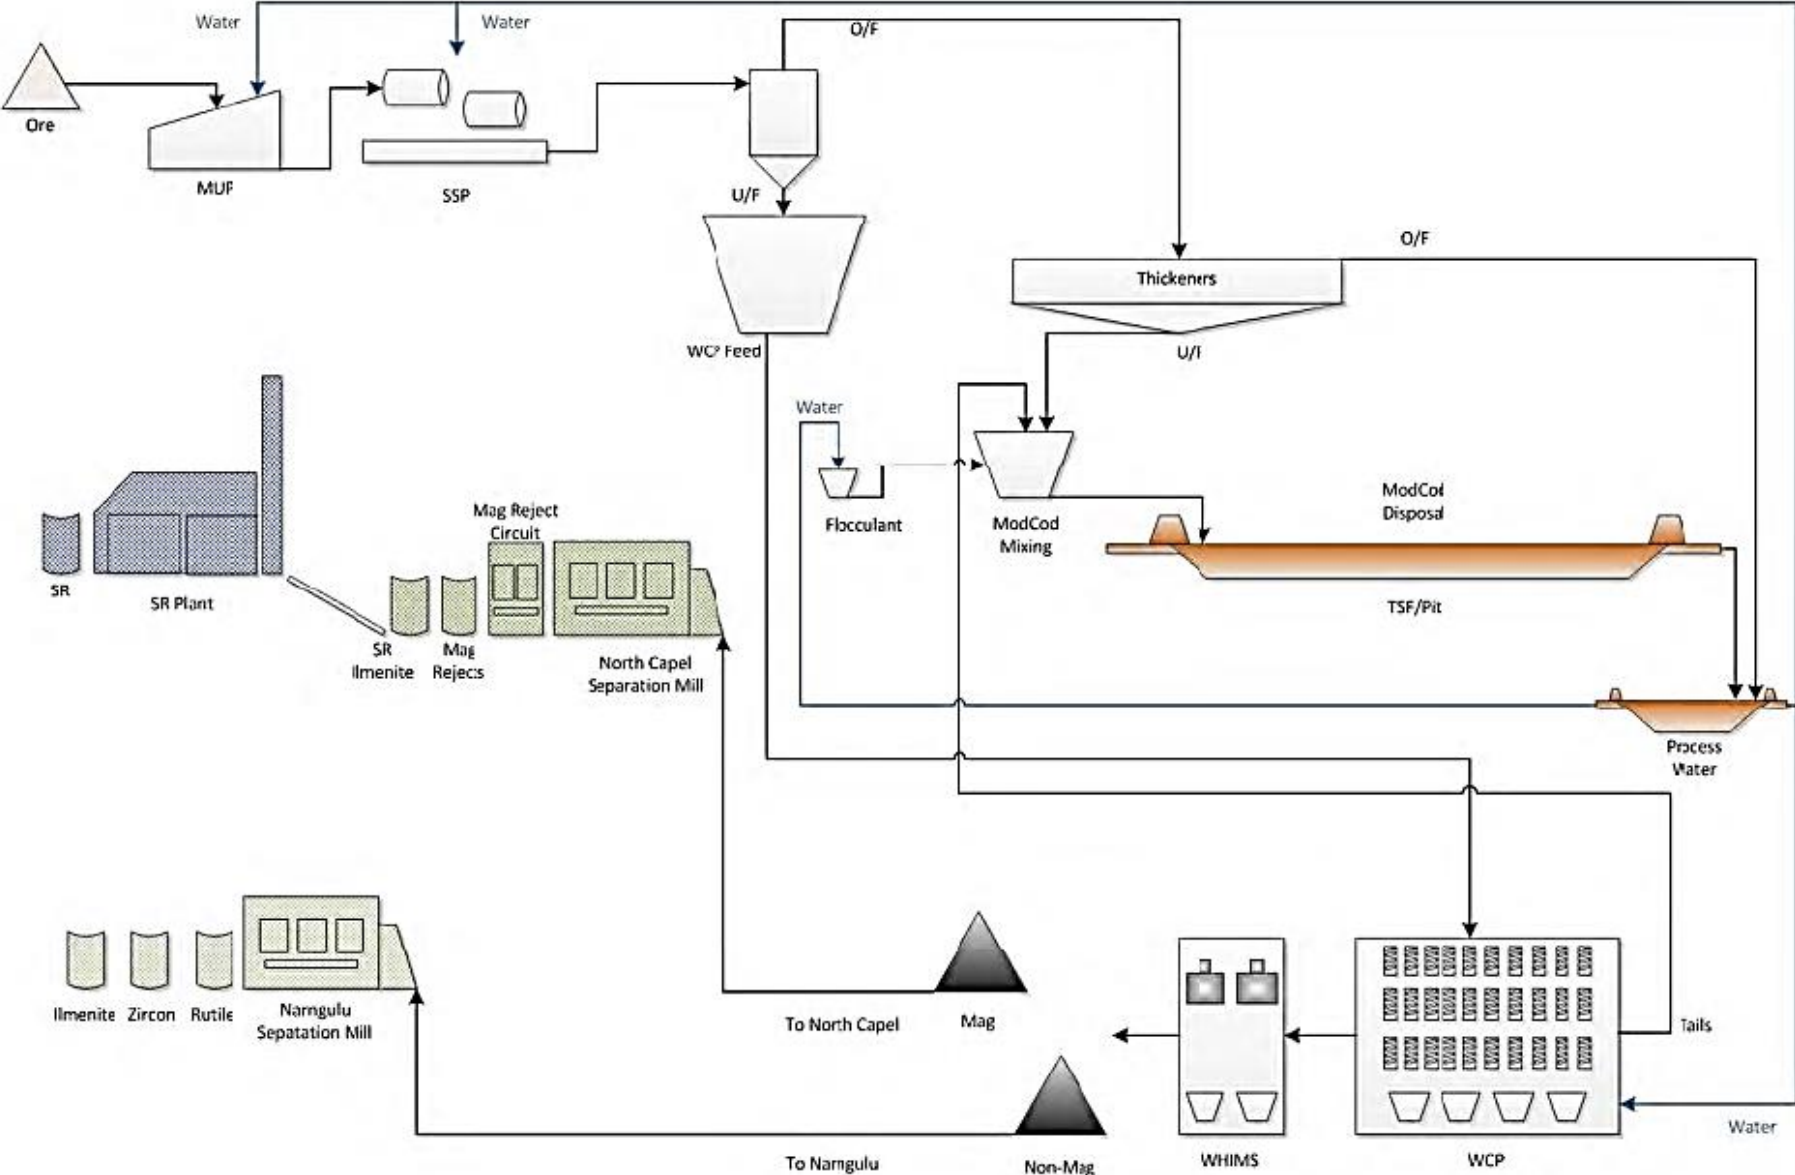 Water
Water
O/F
Ore
MUP
SSP
U/F
O/F
Thickeners
WCP Feed
U/F
Water
Mag Reject
Circuit
ModCod
Disposal
Flocculant
ModCod
Mixing
SR
SR Plant
TSF/Pit
SR
Ilmenite
Mag
Rejects
North Capel
Separation Mill
Process
Water
Ilmenite
Zircon
Rutile
Narngulu
Sepatation Mill
To North Capel
Mag
Tails
Water
To Narngulu
Non-Mag
WHIMS
WCP